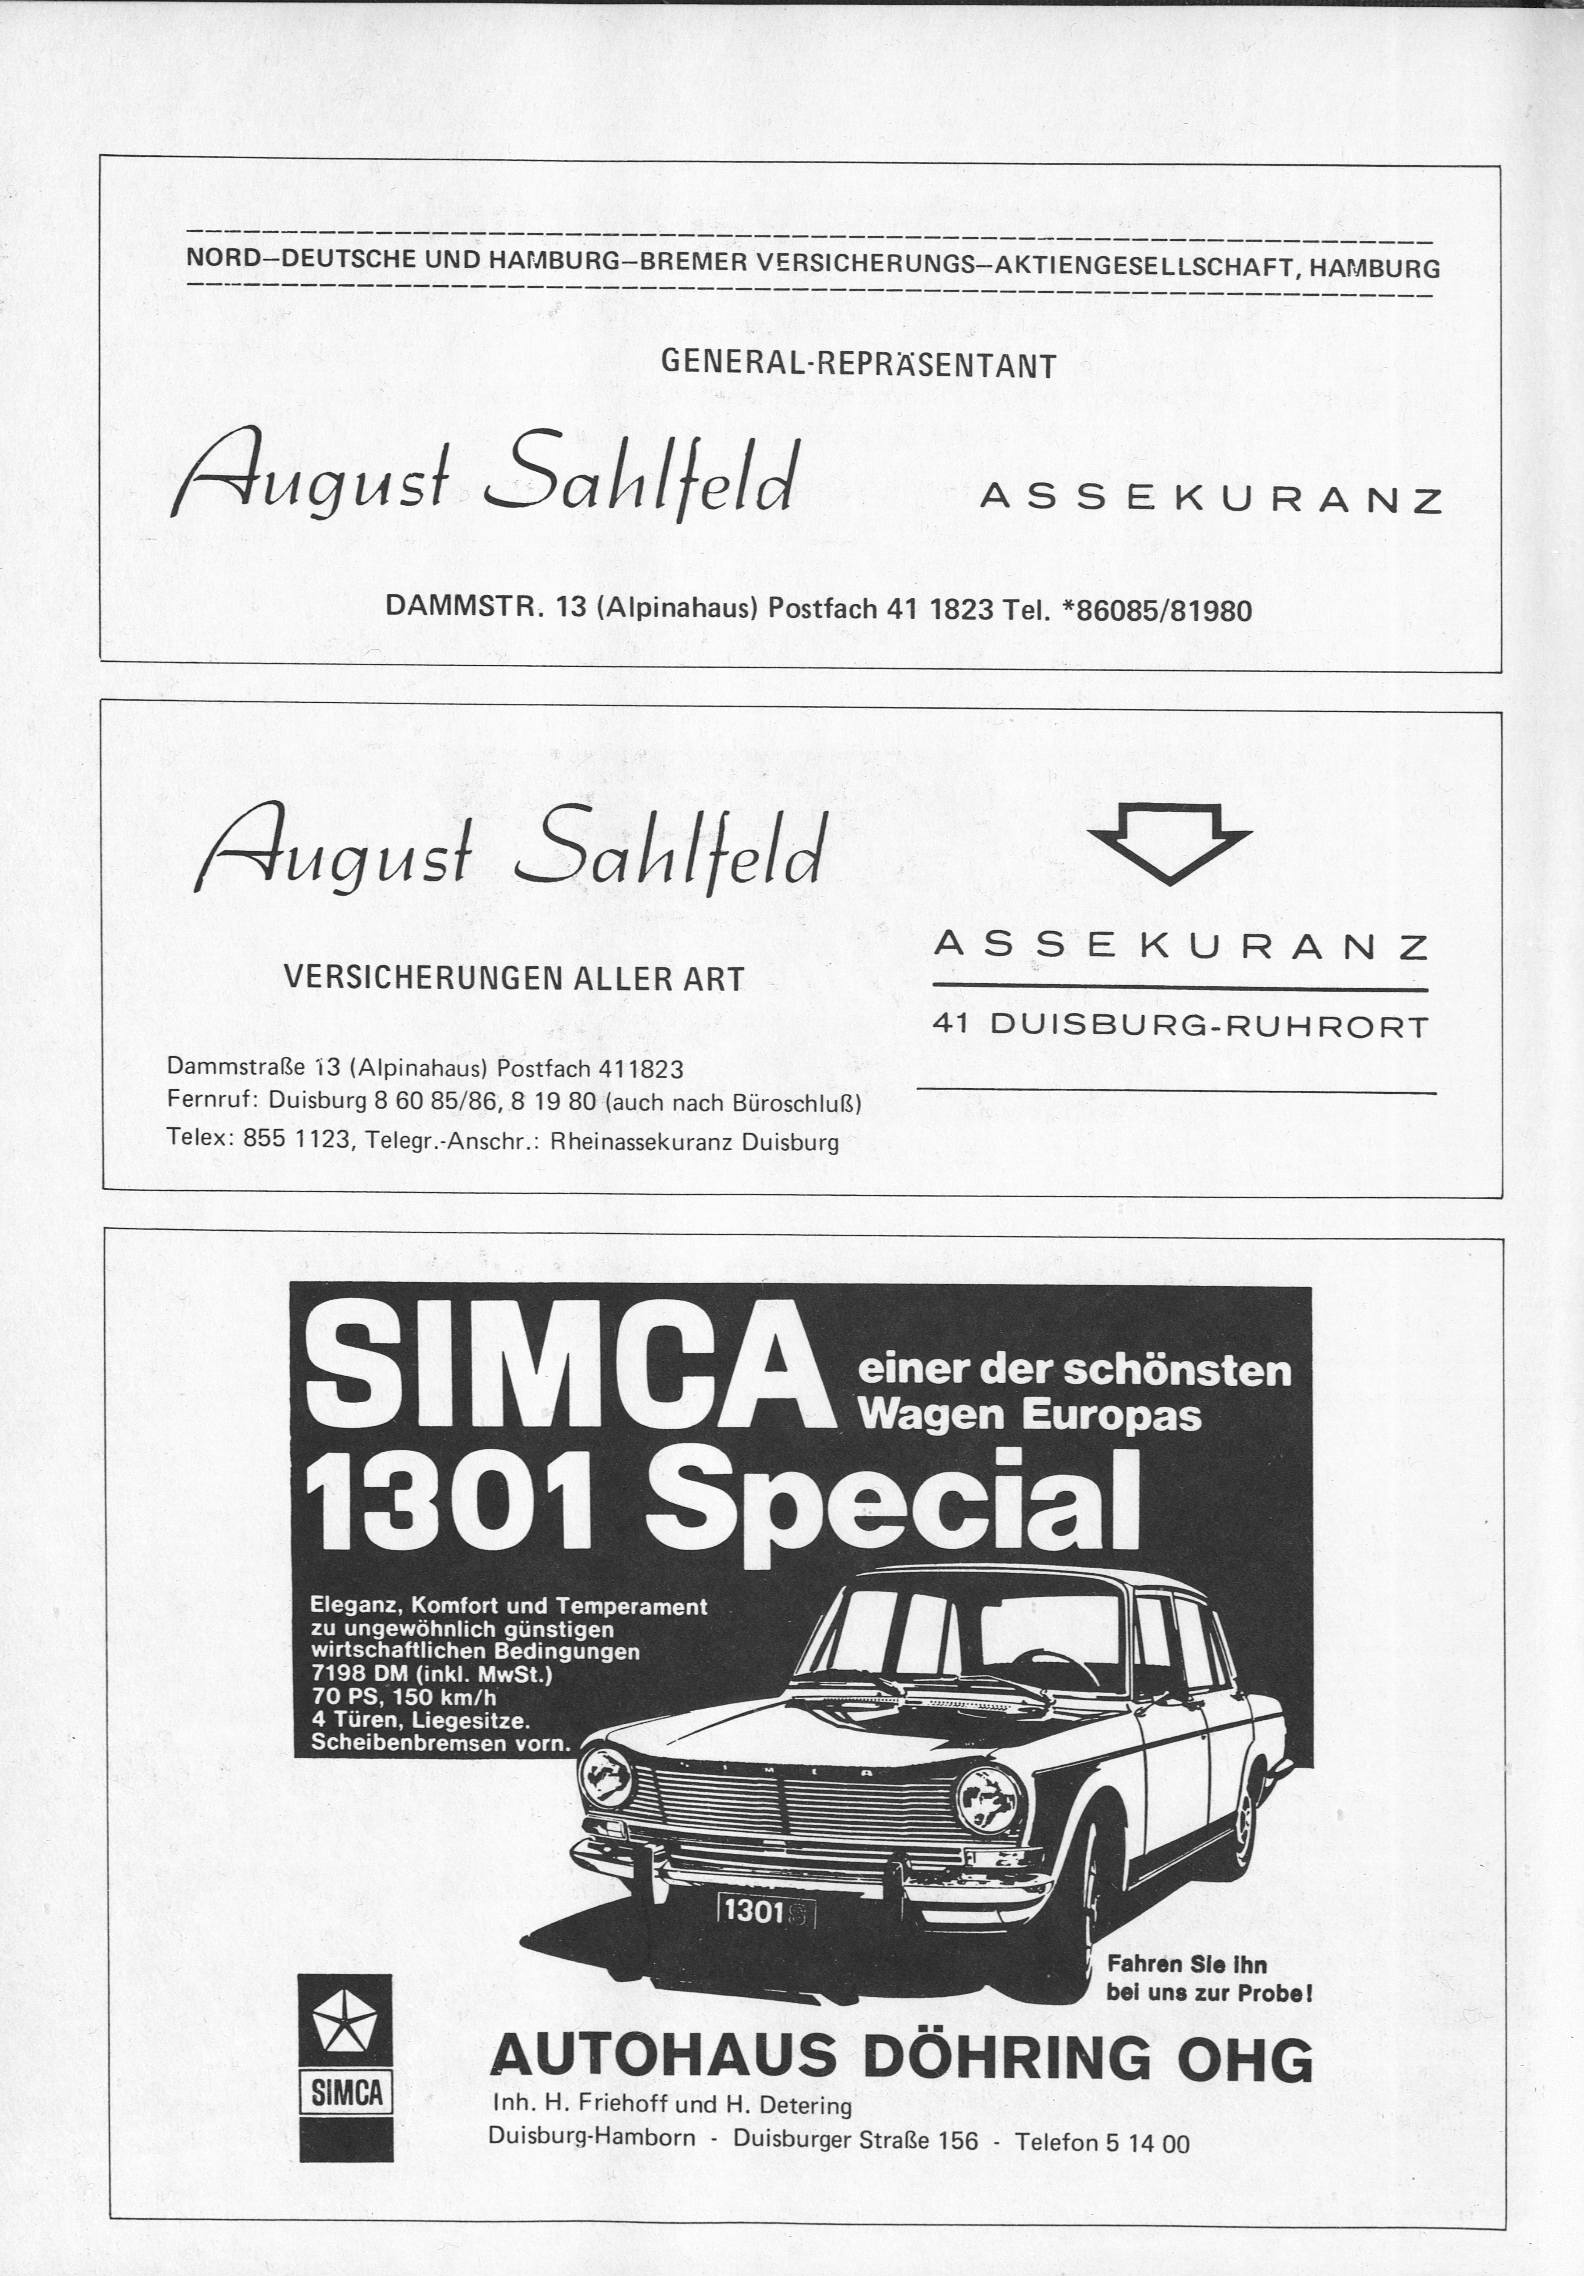 NORD–DEUTSCHE UND HAMBURG–BREMER VERSICHERUNGS–AKTIENGESELLSCHAFT, HAMBURG
GENERAL-REPRÄSENTANT
August Sahlfeld ASSEKURANZ
DAMMSTR. 13 (Alpinahaus) Postfach 41 1823 Tel. *86085/81980
August Sahlfeld
VERSICHERUNGEN ALLER ART
Dammstraße 13 (Alpinahaus) Postfach 411823
Fernruf: Duisburg 8 60 85/86, 8 19 80 (auch nach Büroschluß)
Telex: 855 1123, Telegr.-Anschr.: Rheinassekuranz Duisburg
ASSEKURANZ
41 DUISBURG-RUHRORT
SIMCA
einer der schönsten
Wagen Europas
1301 Special
Eleganz, Komfort und Temperament
zu ungewöhnlich günstigen
wirtschaftlichen Bedingungen
7198 DM (inkl. MwSt.)
70 PS, 150 km/h
4 Türen, Liegesitze.
Scheibenbremsen vorn.
SIMCA
1301 S
Fahren Sie ihn
bei uns zur Probe!
SIMCA
AUTOHAUS DÖHRING OHG
Inh. H. Friehoff und H. Detering
Duisburg-Hamborn - Duisburger Straße 156 - Telefon 5 14 00